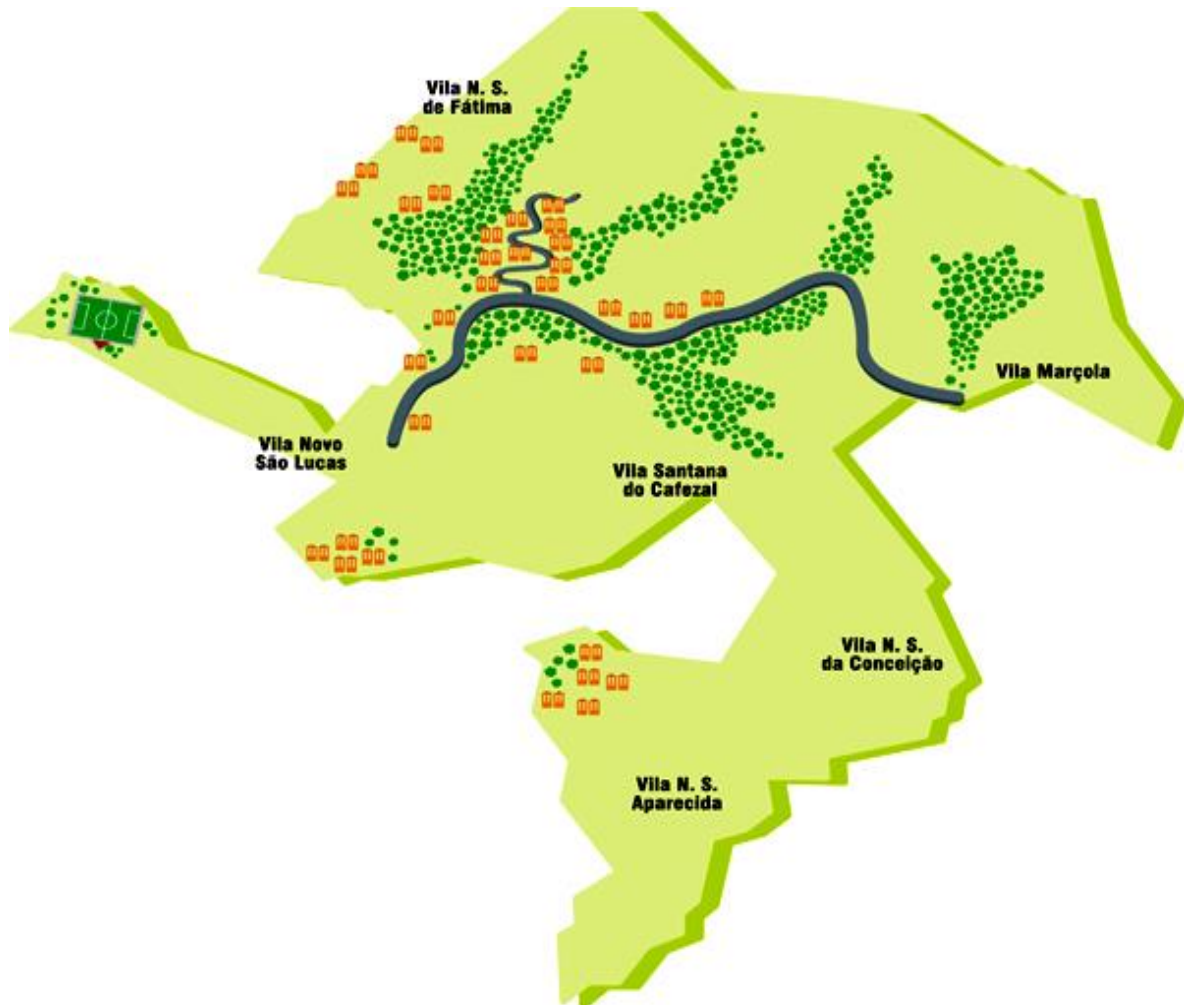 Vila N. S.
de Fátima
Vila Marçola
Vila Novo
São Lucas
Vila Santana
do Cafezal
Vila N. S.
da Conceição
Vila N. S.
Aparecida